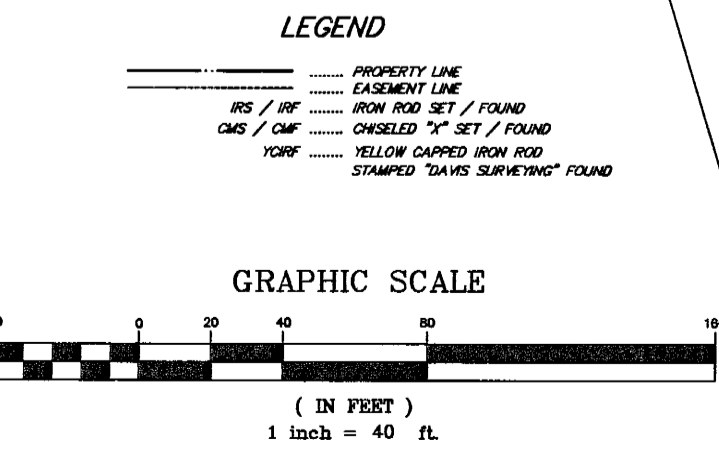 LEGEND
........ PROPERTY LINE
........ EASEMENT LINE
IRS / IRF ........ IRON ROD SET / FOUND
CMS / CMF ........ CHISELED "X" SET / FOUND
YCIRF ........ YELLOW CAPPED IRON ROD
STAMPED "DAVIS SURVEYING" FOUND
GRAPHIC SCALE
0 20 40 80
( IN FEET )
1 inch = 40 ft.